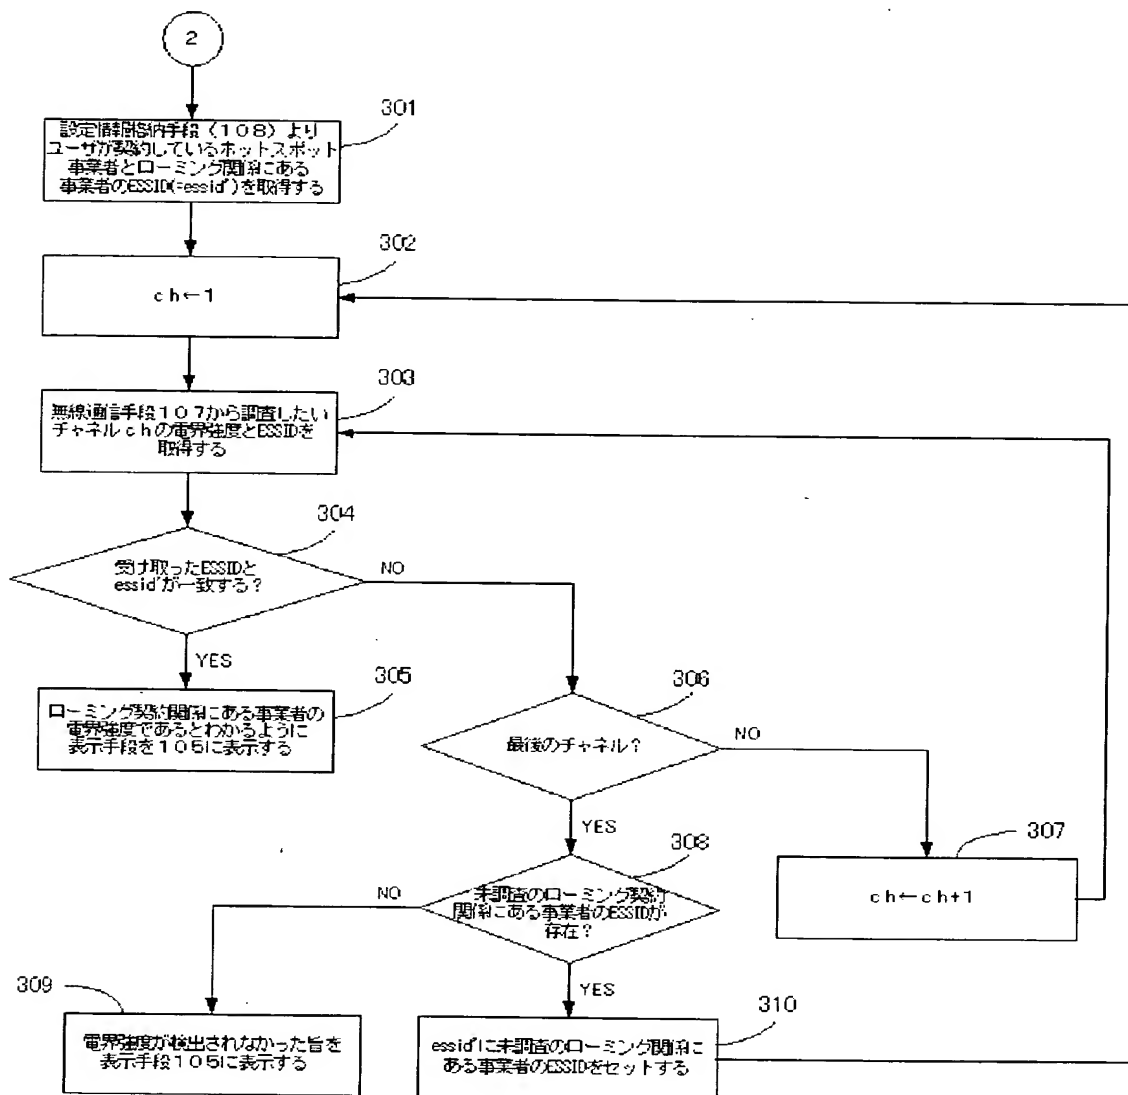 2
301
設定情報格納手段（108）より
ユーザが契約しているホットスポット
事業者とローミング関係にある
事業者のESSID(=essid')を取得する
302
ch←1
303
無線通信手段107から調査したい
チャネルchの電界強度とESSIDを
取得する
304
受け取ったESSIDと
essid'が一致する?
NO
YES
305
ローミング契約関係にある事業者の
電界強度であるとわかるように
表示手段を105に表示する
306
最後のチャネル?
NO
YES
307
ch←ch+1
308
未調査のローミング契約
関係にある事業者のESSIDが
存在?
NO
YES
309
電界強度が検出されなかった旨を
表示手段105に表示する
310
essid'に未調査のローミング関係に
ある事業者のESSIDをセットする